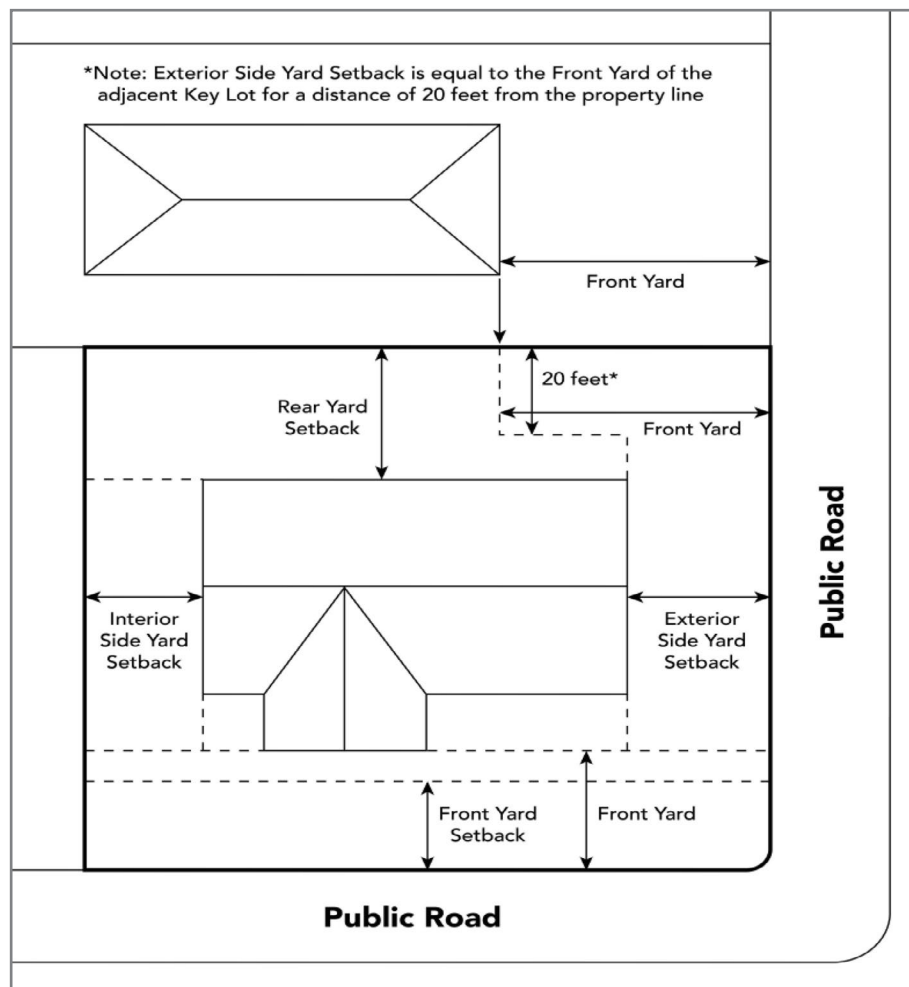 *Note: Exterior Side Yard Setback is equal to the Front Yard of the
adjacent Key Lot for a distance of 20 feet from the property line
Front Yard
20 feet*
Rear Yard
Setback
Front Yard
Public Road
Interior
Side Yard
Setback
Exterior
Side Yard
Setback
Front Yard
Setback
Front Yard
Public Road